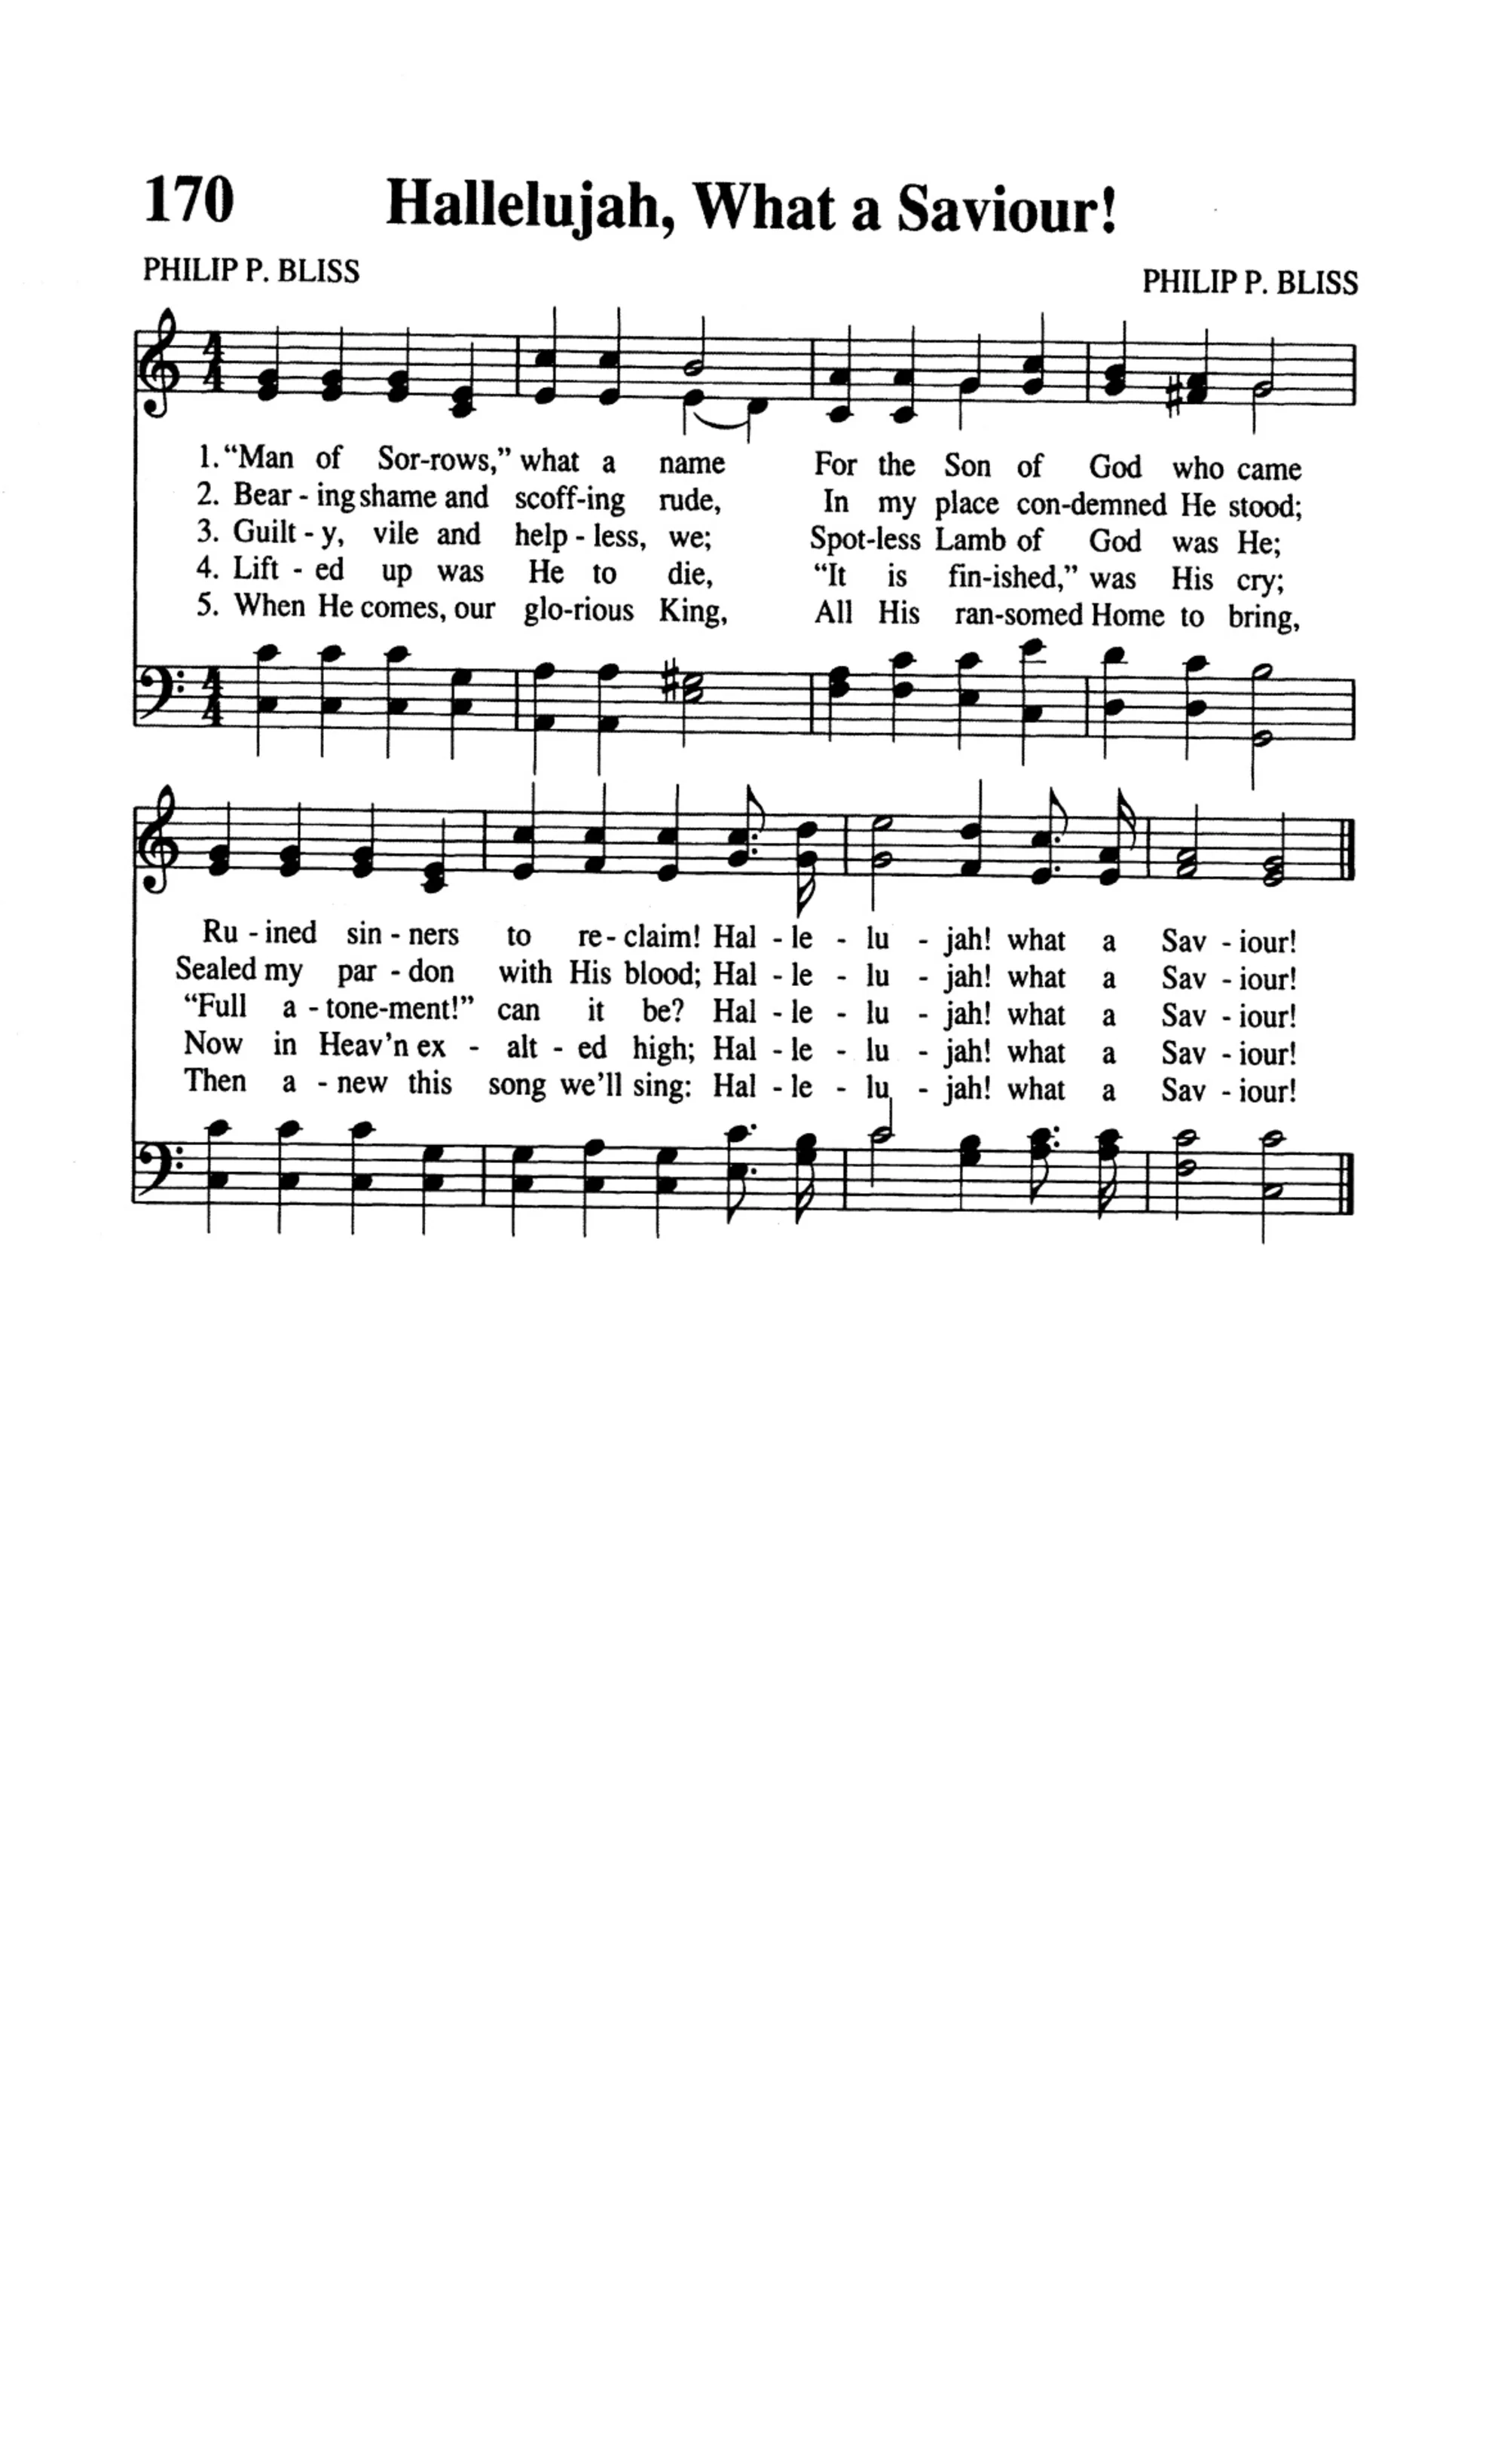 170 Hallelujah, What a Saviour!
PHILIP P. BLISS PHILIP P. BLISS
4
4
1. “Man of Sor-rows,” what a name For the Son of God who came
2. Bear - ing shame and scoff-ing rude, In my place con-demned He stood;
3. Guilt - y, vile and help - less, we; Spot-less Lamb of God was He;
4. Lift - ed up was He to die, “It is fin-ished,” was His cry;
5. When He comes, our glo-rious King, All His ran-somed Home to bring,
4
4
Ru - ined sin - ners to re - claim! Hal - le - lu - jah! what a Sav - iour!
Sealed my par - don with His blood; Hal - le - lu - jah! what a Sav - iour!
“Full a - tone-ment!” can it be? Hal - le - lu - jah! what a Sav - iour!
Now in Heav’n ex - alt - ed high; Hal - le - lu - jah! what a Sav - iour!
Then a - new this song we’ll sing: Hal - le - lu - jah! what a Sav - iour!